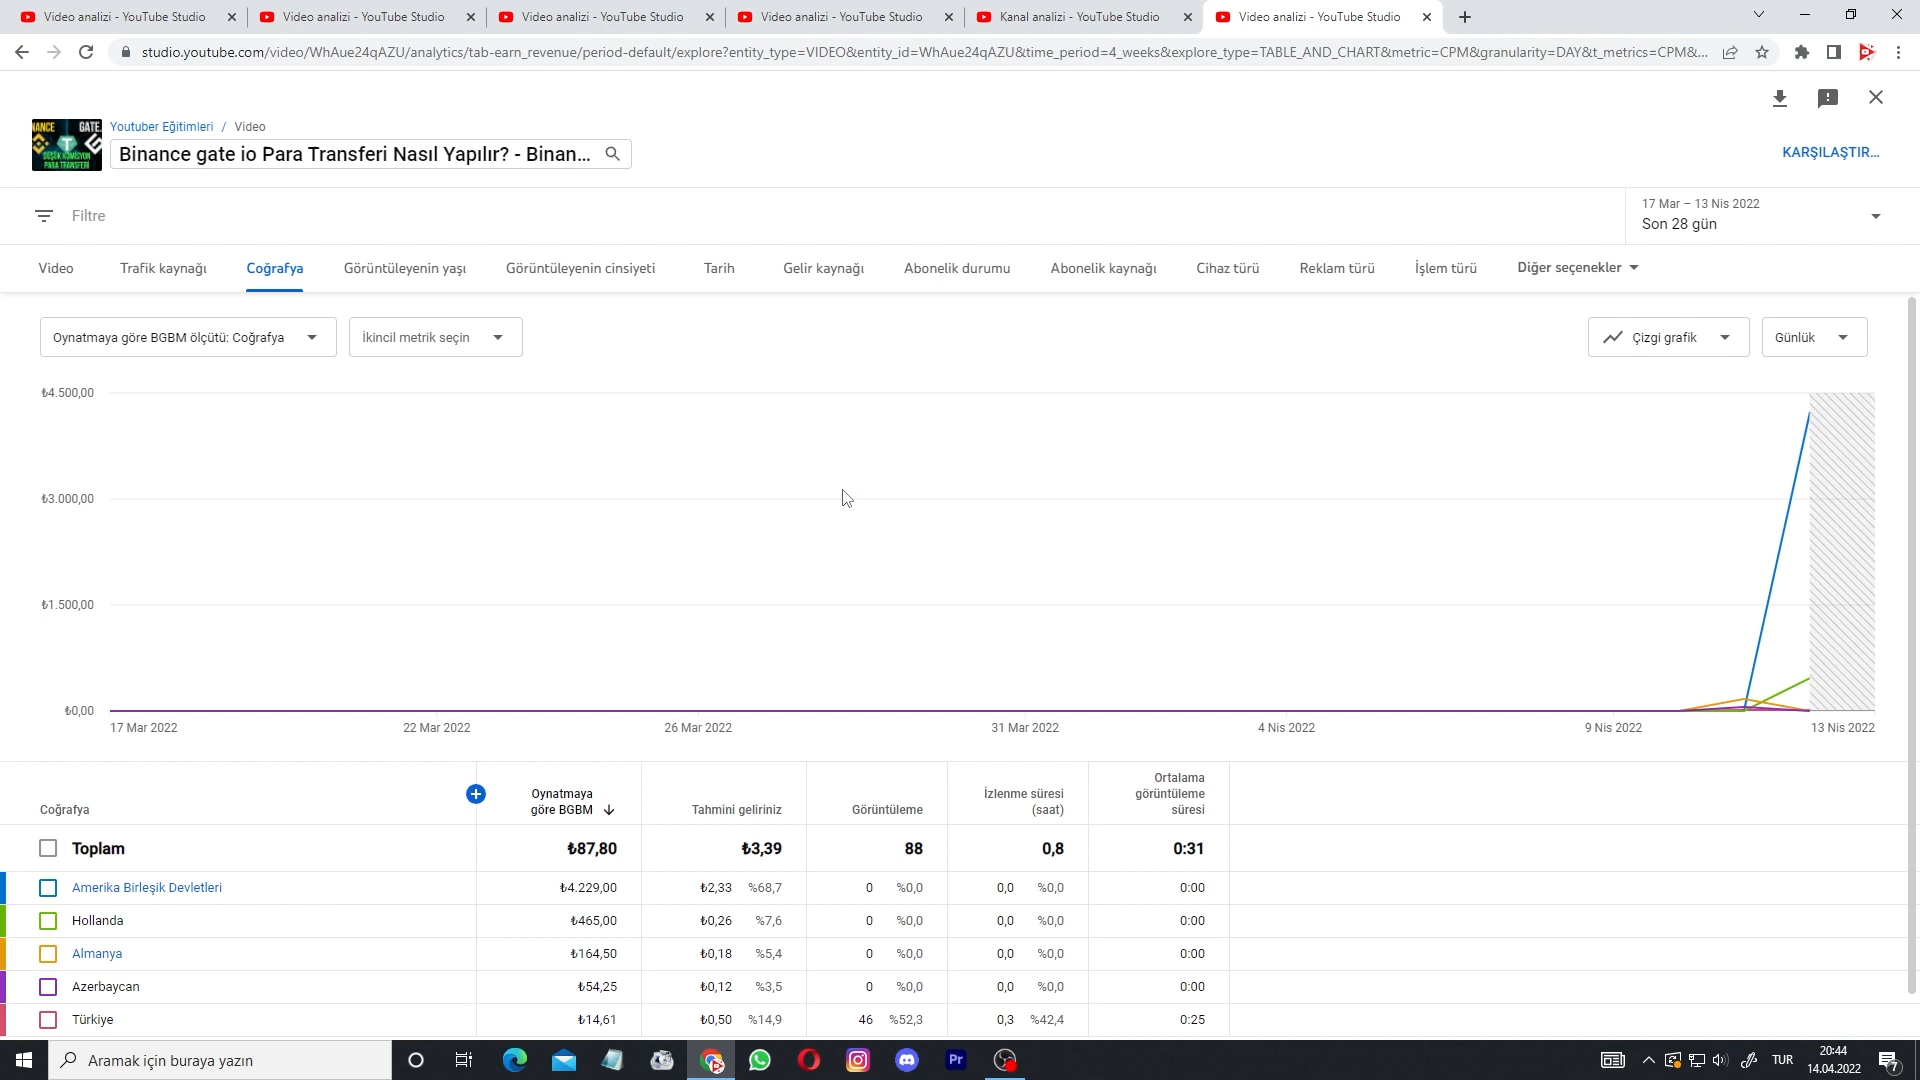 Video analizi - YouTube Studio
Video analizi - YouTube Studio
Video analizi - YouTube Studio
Video analizi - YouTube Studio
Kanal analizi - YouTube Studio
Video analizi - YouTube Studio
studio.youtube.com/video/WhAue24qAZU/analytics/tab-earn_revenue/period-default/explore?entity_type=VIDEO&entity_id=WhAue24qAZU&time_period=4_weeks&explore_type=TABLE_AND_CHART&metric=CPM&granularity=DAY&t_metrics=CPM&...
NANCE GATE.
DÜŞÜK KOMİSYON
PARA TRANSFERİ
Youtuber Eğitimleri / Video
Binance gate io Para Transferi Nasıl Yapılır? - Binan...
KARŞILAŞTIR...
Filtre
17 Mar – 13 Nis 2022
Son 28 gün
Video Trafik kaynağı Coğrafya Görüntüleyenin yaşı Görüntüleyenin cinsiyeti Tarih Gelir kaynağı Abonelik durumu Abonelik kaynağı Cihaz türü Reklam türü İşlem türü Diğer seçenekler
Oynatmaya göre BGBM ölçütü: Coğrafya İkincil metrik seçin Çizgi grafik Günlük
₺4.500,00
₺3.000,00
₺1.500,00
₺0,00
17 Mar 2022 22 Mar 2022 26 Mar 2022 31 Mar 2022 4 Nis 2022 9 Nis 2022 13 Nis 2022
Coğrafya Oynatmaya göre BGBM Tahmini geliriniz Görüntüleme İzlenme süresi (saat) Ortalama görüntüleme süresi
Toplam ₺87,80 ₺3,39 88 0,8 0:31
Amerika Birleşik Devletleri ₺4.229,00 ₺2,33 %68,7 0 %0,0 0,0 %0,0 0:00
Hollanda ₺465,00 ₺0,26 %7,6 0 %0,0 0,0 %0,0 0:00
Almanya ₺164,50 ₺0,18 %5,4 0 %0,0 0,0 %0,0 0:00
Azerbaycan ₺54,25 ₺0,12 %3,5 0 %0,0 0,0 %0,0 0:00
Türkiye ₺14,61 ₺0,50 %14,9 46 %52,3 0,3 %42,4 0:25
Aramak için buraya yazın
Pr
TUR
20:44
14.04.2022
7